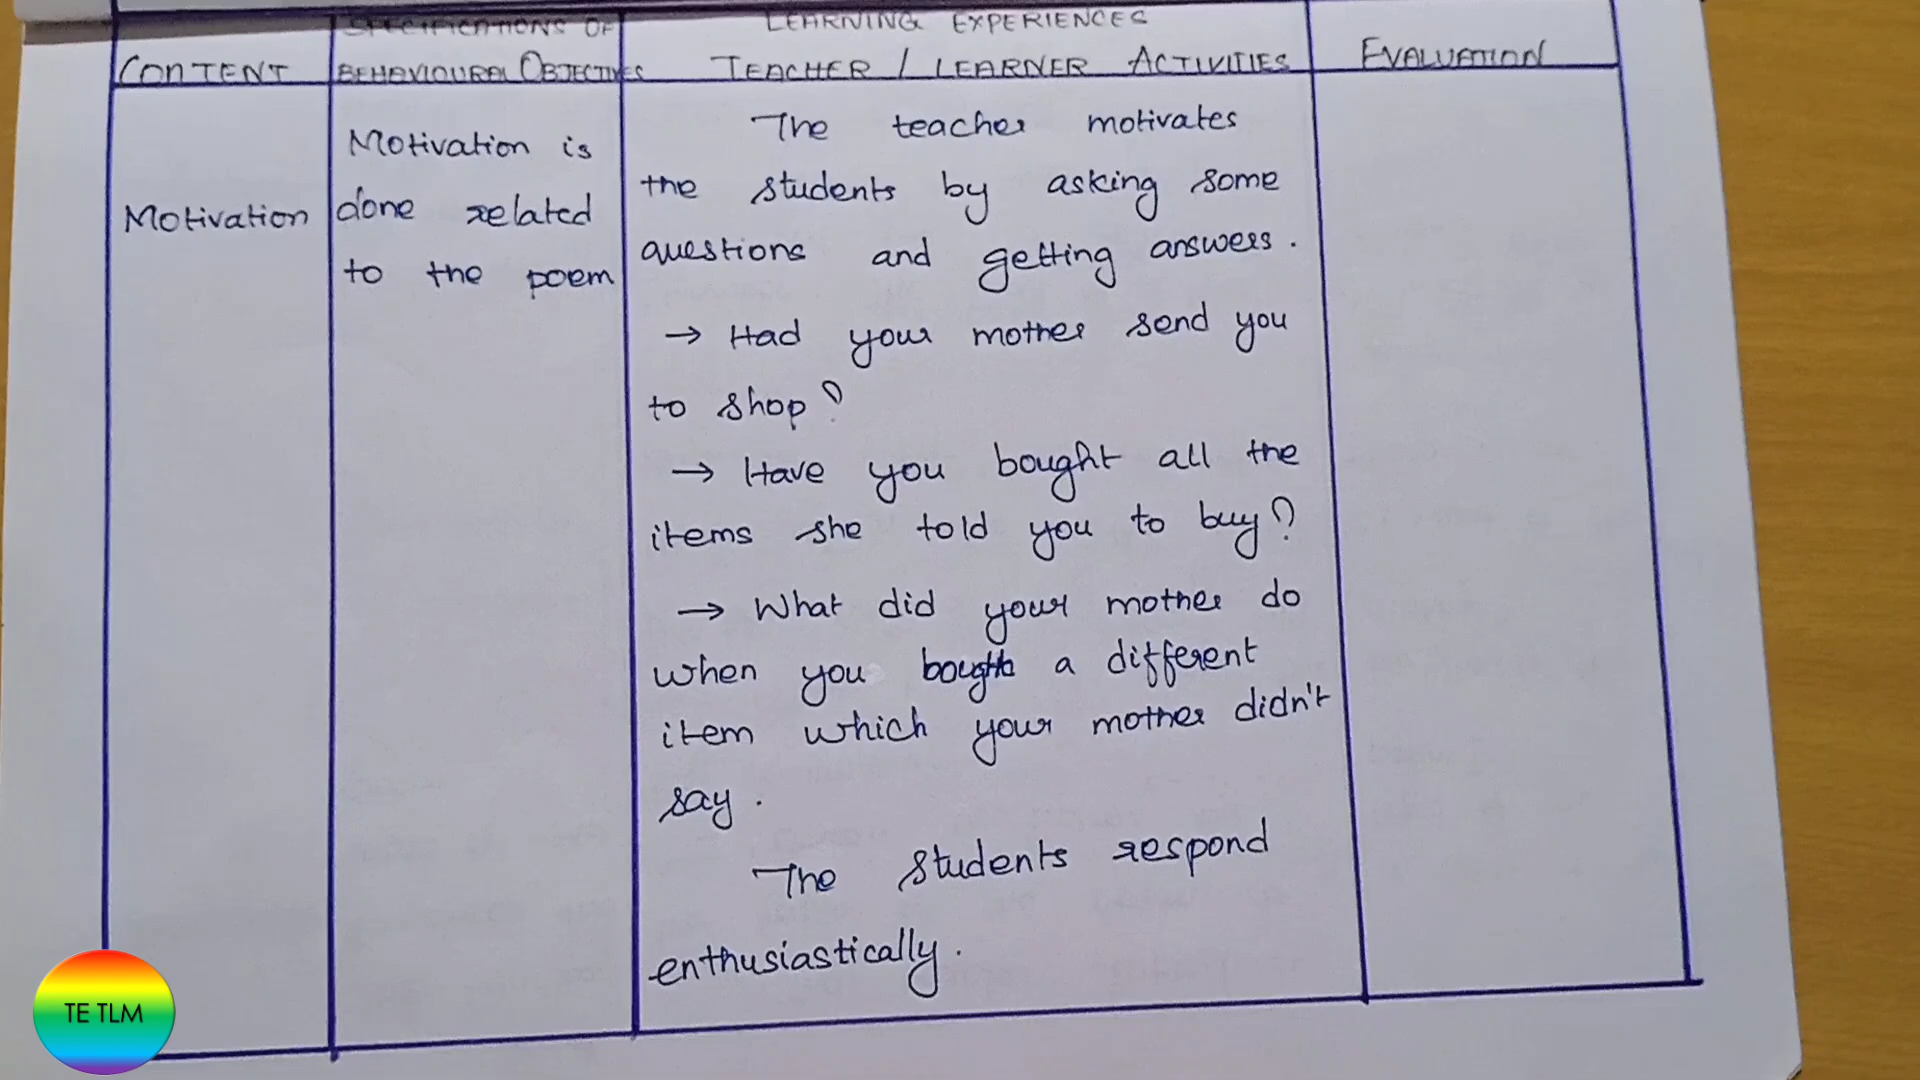 SPECIFICATIONS OF
LEARNING EXPERIENCES
CONTENT
BEHAVIOURAL OBJECTIVES
TEACHER / LEARNER ACTIVITIES
EVALUATION
Motivation
Motivation is
done related
to the poem
The teacher motivates
the students by asking some
questions and getting answers.
→ Had your mother send you
to shop?
→ Have you bought all the
items she told you to buy?
→ What did your mother do
when you bought a different
item which your mother didn't
say.
The students respond
enthusiastically.
TE TLM